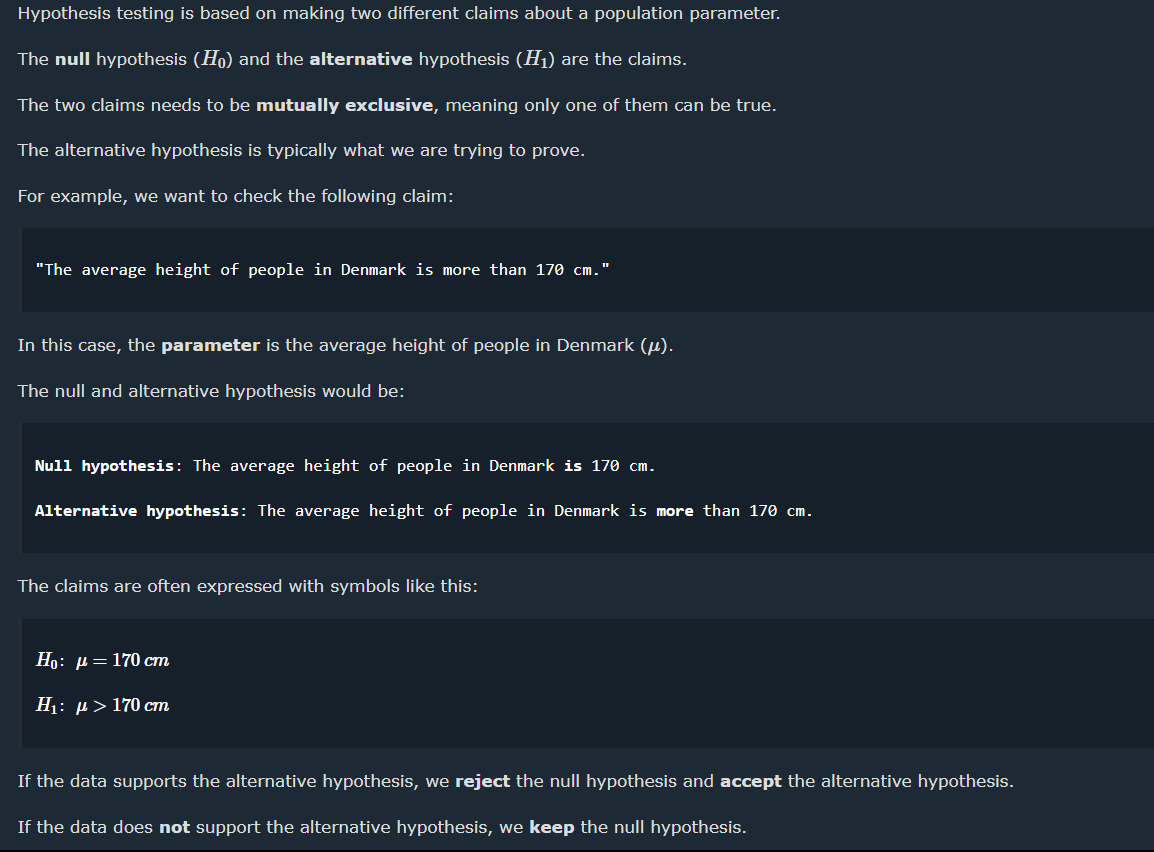 Hypothesis testing is based on making two different claims about a population parameter.
The null hypothesis (H₀) and the alternative hypothesis (H₁) are the claims.
The two claims needs to be mutually exclusive, meaning only one of them can be true.
The alternative hypothesis is typically what we are trying to prove.
For example, we want to check the following claim:
"The average height of people in Denmark is more than 170 cm."
In this case, the parameter is the average height of people in Denmark (μ).
The null and alternative hypothesis would be:
Null hypothesis: The average height of people in Denmark is 170 cm.
Alternative hypothesis: The average height of people in Denmark is more than 170 cm.
The claims are often expressed with symbols like this:
H₀: μ = 170 cm
H₁: μ > 170 cm
If the data supports the alternative hypothesis, we reject the null hypothesis and accept the alternative hypothesis.
If the data does not support the alternative hypothesis, we keep the null hypothesis.